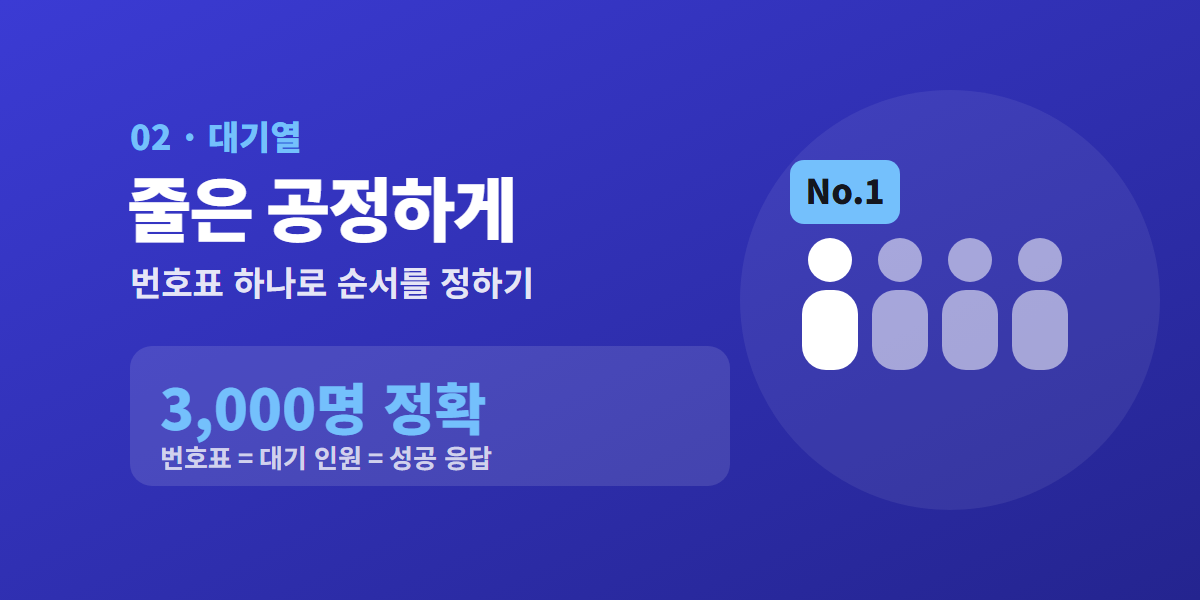 02 · 대기열
줄은 공정하게
번호표 하나로 순서를 정하기
3,000명 정확
번호표 = 대기 인원 = 성공 응답
No.1